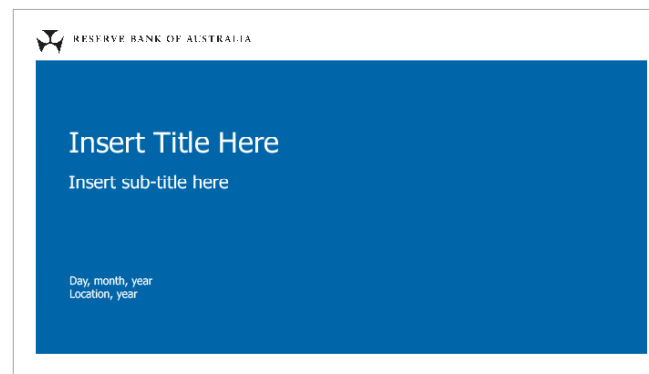 RESERVE BANK OF AUSTRALIA
Insert Title Here
Insert sub-title here
Day, month, year
Location, year